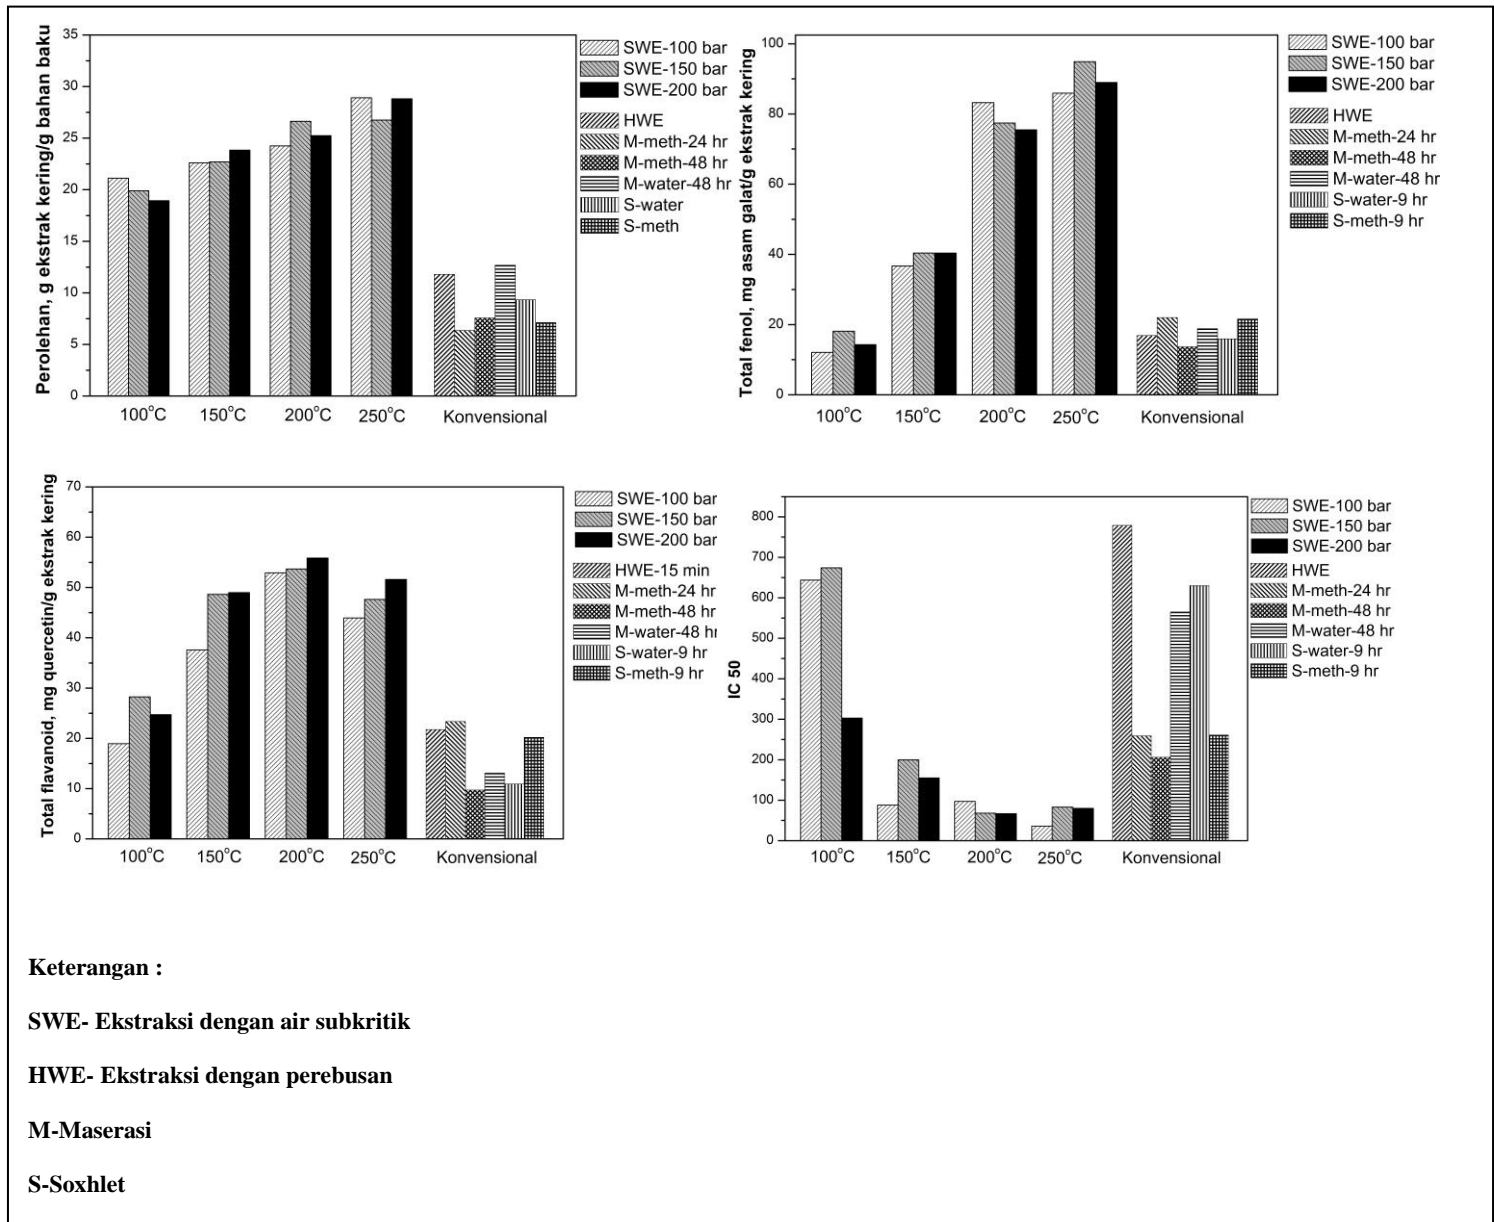 Perolehan, g ekstrak kering/g bahan baku
35
30
25
20
15
10
5
0
100°C 150°C 200°C 250°C Konvensional
SWE-100 bar
SWE-150 bar
SWE-200 bar
HWE
M-meth-24 hr
M-meth-48 hr
M-water-48 hr
S-water
S-meth
Total fenol, mg asam galat/g ekstrak kering
100
80
60
40
20
0
100°C 150°C 200°C 250°C Konvensional
SWE-100 bar
SWE-150 bar
SWE-200 bar
HWE
M-meth-24 hr
M-meth-48 hr
M-water-48 hr
S-water-9 hr
S-meth-9 hr
Total flavanoid, mg quercetin/g ekstrak kering
70
60
50
40
30
20
10
0
100°C 150°C 200°C 250°C Konvensional
SWE-100 bar
SWE-150 bar
SWE-200 bar
HWE-15 min
M-meth-24 hr
M-meth-48 hr
M-water-48 hr
S-water-9 hr
S-meth-9 hr
IC 50
800
700
600
500
400
300
200
100
0
100°C 150°C 200°C 250°C Konvensional
SWE-100 bar
SWE-150 bar
SWE-200 bar
HWE
M-meth-24 hr
M-meth-48 hr
M-water-48 hr
S-water-9 hr
S-meth-9 hr
Keterangan :
SWE- Ekstraksi dengan air subkritik
HWE- Ekstraksi dengan perebusan
M-Maserasi
S-Soxhlet